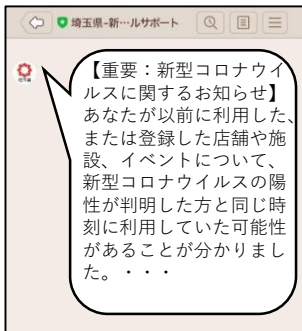 埼玉県-新…ルサポート
【重要：新型コロナウイ
ルスに関するお知らせ】
あなたが以前に利用した、
または登録した店舗や施
設、イベントについて、
新型コロナウイルスの陽
性が判明した方と同じ時
刻に利用していた可能性
があることが分かりまし
た。・・・